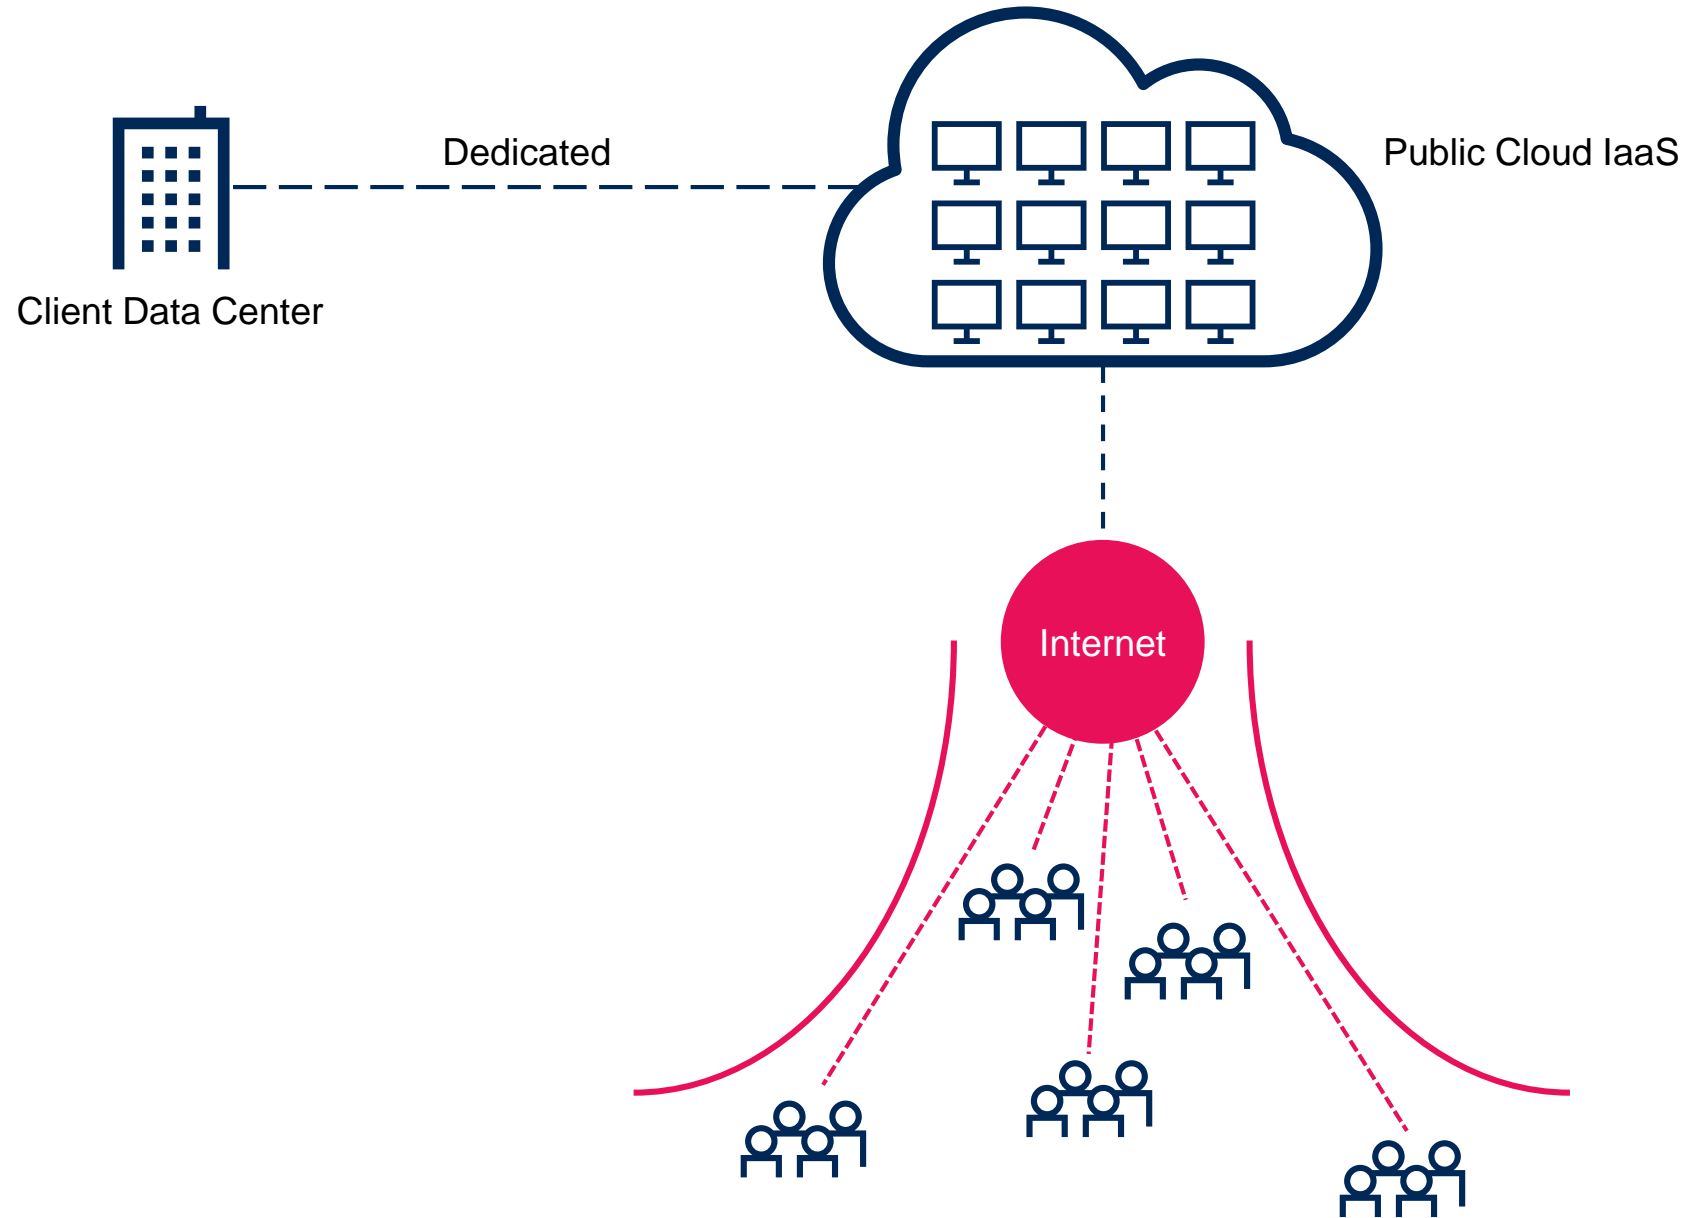 Dedicated
Public Cloud IaaS
Client Data Center
Internet